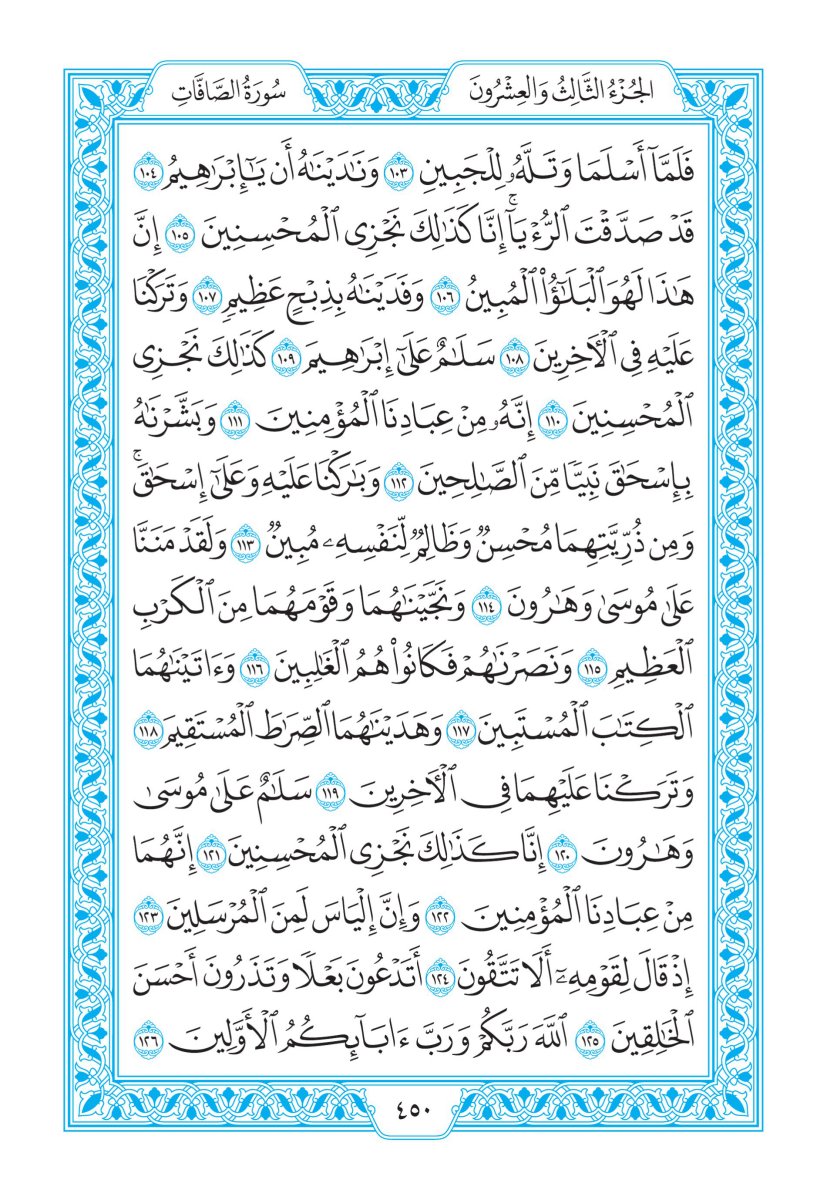 الجُزْءُ الثَّالِثُ وَالعِشْرُونَ
سُورَةُ الصَّافَّاتِ
فَلَمَّآ أَسْلَمَا وَتَلَّهُۥ لِلْجَبِينِ ١٠٣ وَنَٰدَيْنَٰهُ أَن يَٰٓإِبْرَٰهِيمُ ١٠٤
قَدْ صَدَّقْتَ ٱلرُّءْيَآۚ إِنَّا كَذَٰلِكَ نَجْزِى ٱلْمُحْسِنِينَ ١٠٥ إِنَّ
هَٰذَا لَهُوَ ٱلْبَلَٰٓؤُا۟ ٱلْمُبِينُ ١٠٦ وَفَدَيْنَٰهُ بِذِبْحٍ عَظِيمٍ ١٠٧ وَتَرَكْنَا
عَلَيْهِ فِى ٱلْءَاخِرِينَ ١٠٨ سَلَٰمٌ عَلَىٰٓ إِبْرَٰهِيمَ ١٠٩ كَذَٰلِكَ نَجْزِى
ٱلْمُحْسِنِينَ ١١٠ إِنَّهُۥ مِنْ عِبَادِنَا ٱلْمُؤْمِنِينَ ١١١ وَبَشَّرْنَٰهُ
بِإِسْحَٰقَ نَبِيًّا مِّنَ ٱلصَّٰلِحِينَ ١١٢ وَبَٰرَكْنَا عَلَيْهِ وَعَلَىٰٓ إِسْحَٰقَۚ
وَمِن ذُرِّيَّتِهِمَا مُحْسِنٌ وَظَالِمٌ لِّنَفْسِهِۦ مُبِينٌ ١١٣ وَلَقَدْ مَنَنَّا
عَلَىٰ مُوسَىٰ وَهَٰرُونَ ١١٤ وَنَجَّيْنَٰهُمَا وَقَوْمَهُمَا مِنَ ٱلْكَرْبِ
ٱلْعَظِيمِ ١١٥ وَنَصَرْنَٰهُمْ فَكَانُوا۟ هُمُ ٱلْغَٰلِبِينَ ١١٦ وَءَاتَيْنَٰهُمَا
ٱلْكِتَٰبَ ٱلْمُسْتَبِينَ ١١٧ وَهَدَيْنَٰهُمَا ٱلصِّرَٰطَ ٱلْمُسْتَقِيمَ ١١٨
وَتَرَكْنَا عَلَيْهِمَا فِى ٱلْءَاخِرِينَ ١١٩ سَلَٰمٌ عَلَىٰ مُوسَىٰ
وَهَٰرُونَ ١٢٠ إِنَّا كَذَٰلِكَ نَجْزِى ٱلْمُحْسِنِينَ ١٢١ إِنَّهُمَا
مِنْ عِبَادِنَا ٱلْمُؤْمِنِينَ ١٢٢ وَإِنَّ إِلْيَاسَ لَمِنَ ٱلْمُرْسَلِينَ ١٢٣
إِذْ قَالَ لِقَوْمِهِۦٓ أَلَا تَتَّقُونَ ١٢٤ أَتَدْعُونَ بَعْلًا وَتَذَرُونَ أَحْسَنَ
ٱلْخَٰلِقِينَ ١٢٥ ٱللَّهَ رَبَّكُمْ وَرَبَّ ءَابَآئِكُمُ ٱلْأَوَّلِينَ ١٢٦
٤٥٠